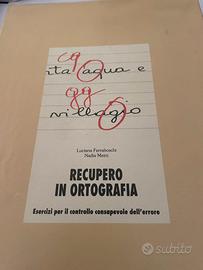 cq
nta aqua e
gg
villagio
Luciana Ferraboschi
Nadia Meini
RECUPERO
IN ORTOGRAFIA
Esercizi per il controllo consapevole dell'errore
subito